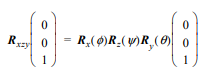 R_xzy ( 0 0 1 ) = R_x(ϕ)R_z(ψ)R_y(θ) ( 0 0 1 )